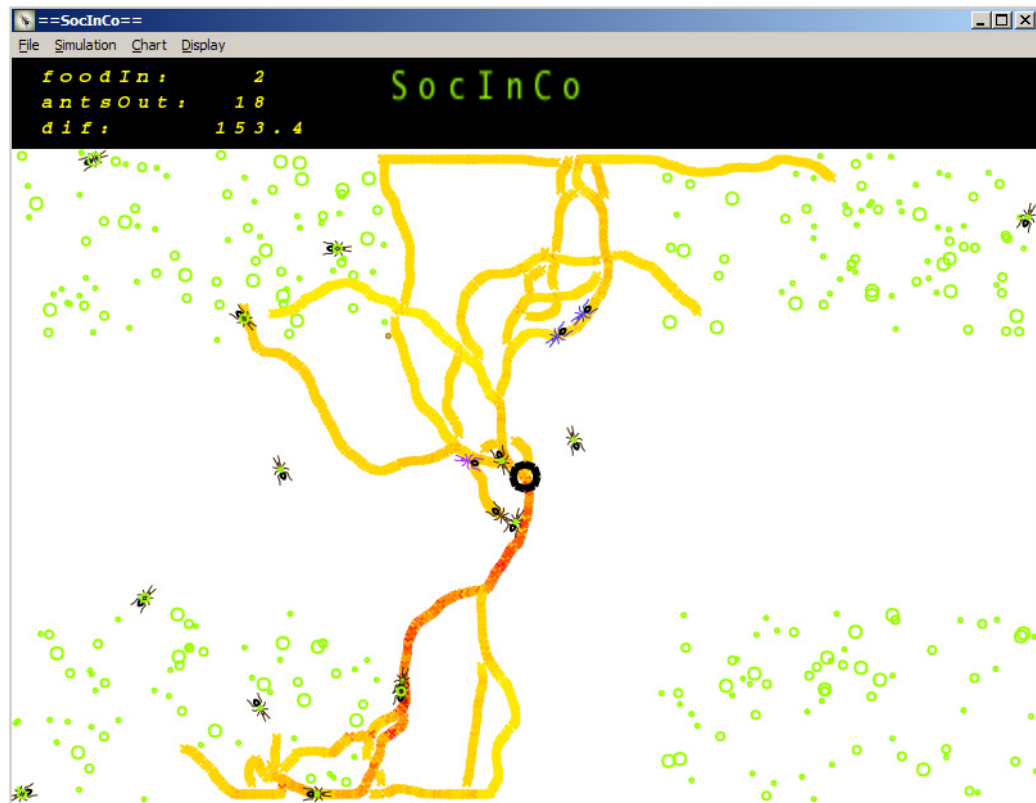 ==SocInCo==
File Simulation Chart Display
foodIn: 2
SocInCo
antsOut: 18
dif: 153.4